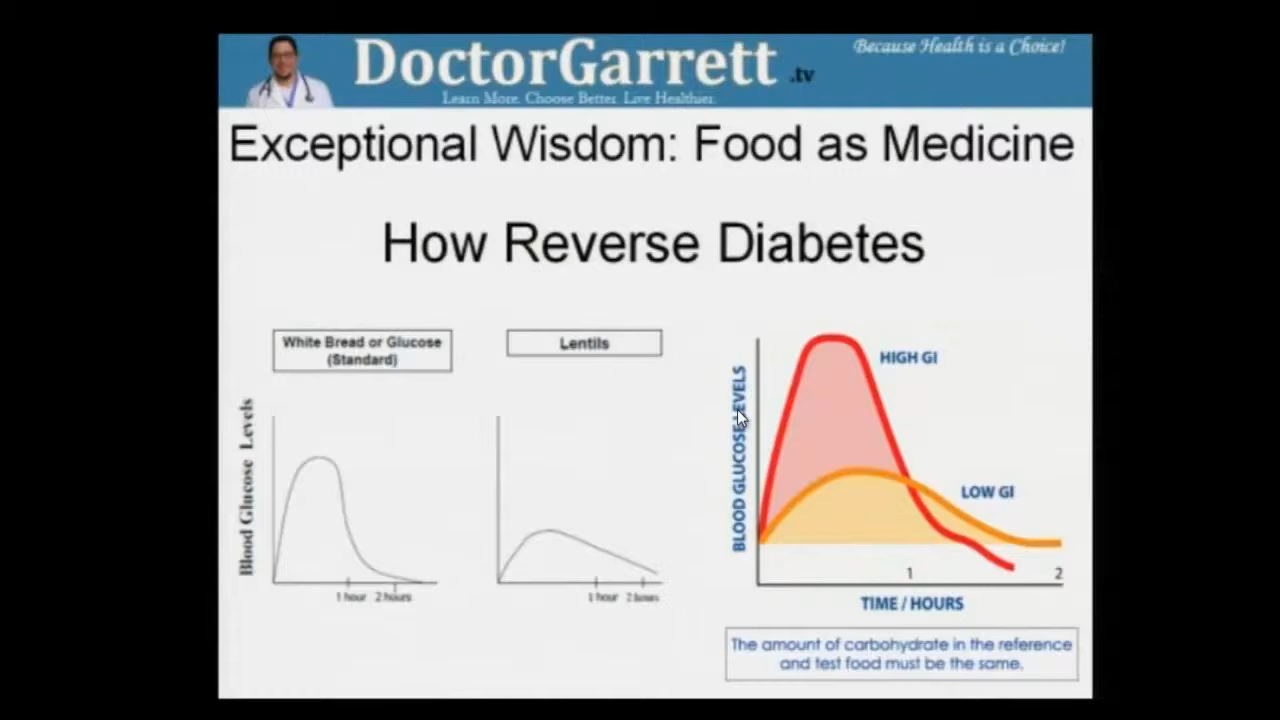 DoctorGarrett.tv
Because Health is a Choice!
Learn More. Choose Better. Live Healthier.
Exceptional Wisdom: Food as Medicine
How Reverse Diabetes
White Bread or Glucose
(Standard)
Blood Glucose Levels
1 hour 2 hours
Lentils
1 hour 2 hours
BLOOD GLUCOSE LEVELS
HIGH GI
LOW GI
1 2
TIME / HOURS
The amount of carbohydrate in the reference
and test food must be the same.